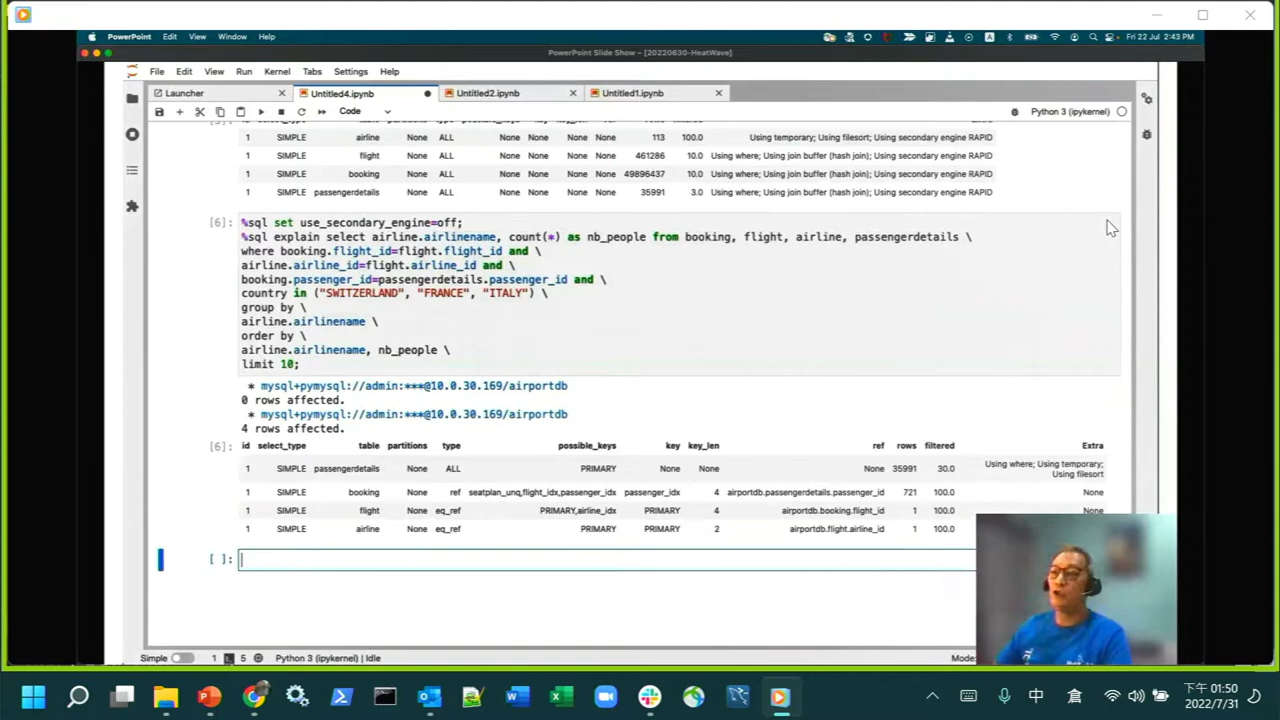 PowerPoint Edit View Window Help
Fri 22 Jul 2:43 PM
PowerPoint Slide Show – [20220630-HeatWave]
File Edit View Run Kernel Tabs Settings Help
Launcher Untitled4.ipynb Untitled2.ipynb Untitled1.ipynb
Code Python 3 (ipykernel)
1 SIMPLE airline None ALL None None None None 113 100.0 Using temporary; Using filesort; Using secondary engine RAPID
1 SIMPLE flight None ALL None None None None 461286 10.0 Using where; Using join buffer (hash join); Using secondary engine RAPID
1 SIMPLE booking None ALL None None None None 49896437 10.0 Using where; Using join buffer (hash join); Using secondary engine RAPID
1 SIMPLE passengerdetails None ALL None None None None 35991 3.0 Using where; Using join buffer (hash join); Using secondary engine RAPID
[6]: %sql set use_secondary_engine=off;
%sql explain select airline.airlinename, count(*) as nb_people from booking, flight, airline, passengerdetails \
where booking.flight_id=flight.flight_id and \
airline.airline_id=flight.airline_id and \
booking.passenger_id=passengerdetails.passenger_id and \
country in ("SWITZERLAND", "FRANCE", "ITALY") \
group by \
airline.airlinename \
order by \
airline.airlinename, nb_people \
limit 10;
* mysql+pymysql://admin:***@10.0.30.169/airportdb
0 rows affected.
* mysql+pymysql://admin:***@10.0.30.169/airportdb
4 rows affected.
[6]: id select_type table partitions type possible_keys key key_len ref rows filtered Extra
1 SIMPLE passengerdetails None ALL PRIMARY None None None 35991 30.0 Using where; Using temporary;
Using filesort
1 SIMPLE booking None ref seatplan_unq,flight_idx,passenger_idx passenger_idx 4 airportdb.passengerdetails.passenger_id 721 100.0 None
1 SIMPLE flight None eq_ref PRIMARY,airline_idx PRIMARY 4 airportdb.booking.flight_id 1 100.0 None
1 SIMPLE airline None eq_ref PRIMARY PRIMARY 2 airportdb.flight.airline_id 1 100.0
[ ]:
Simple 1 5 Python 3 (ipykernel) | Idle Mode:
中 下午 01:50
2022/7/31